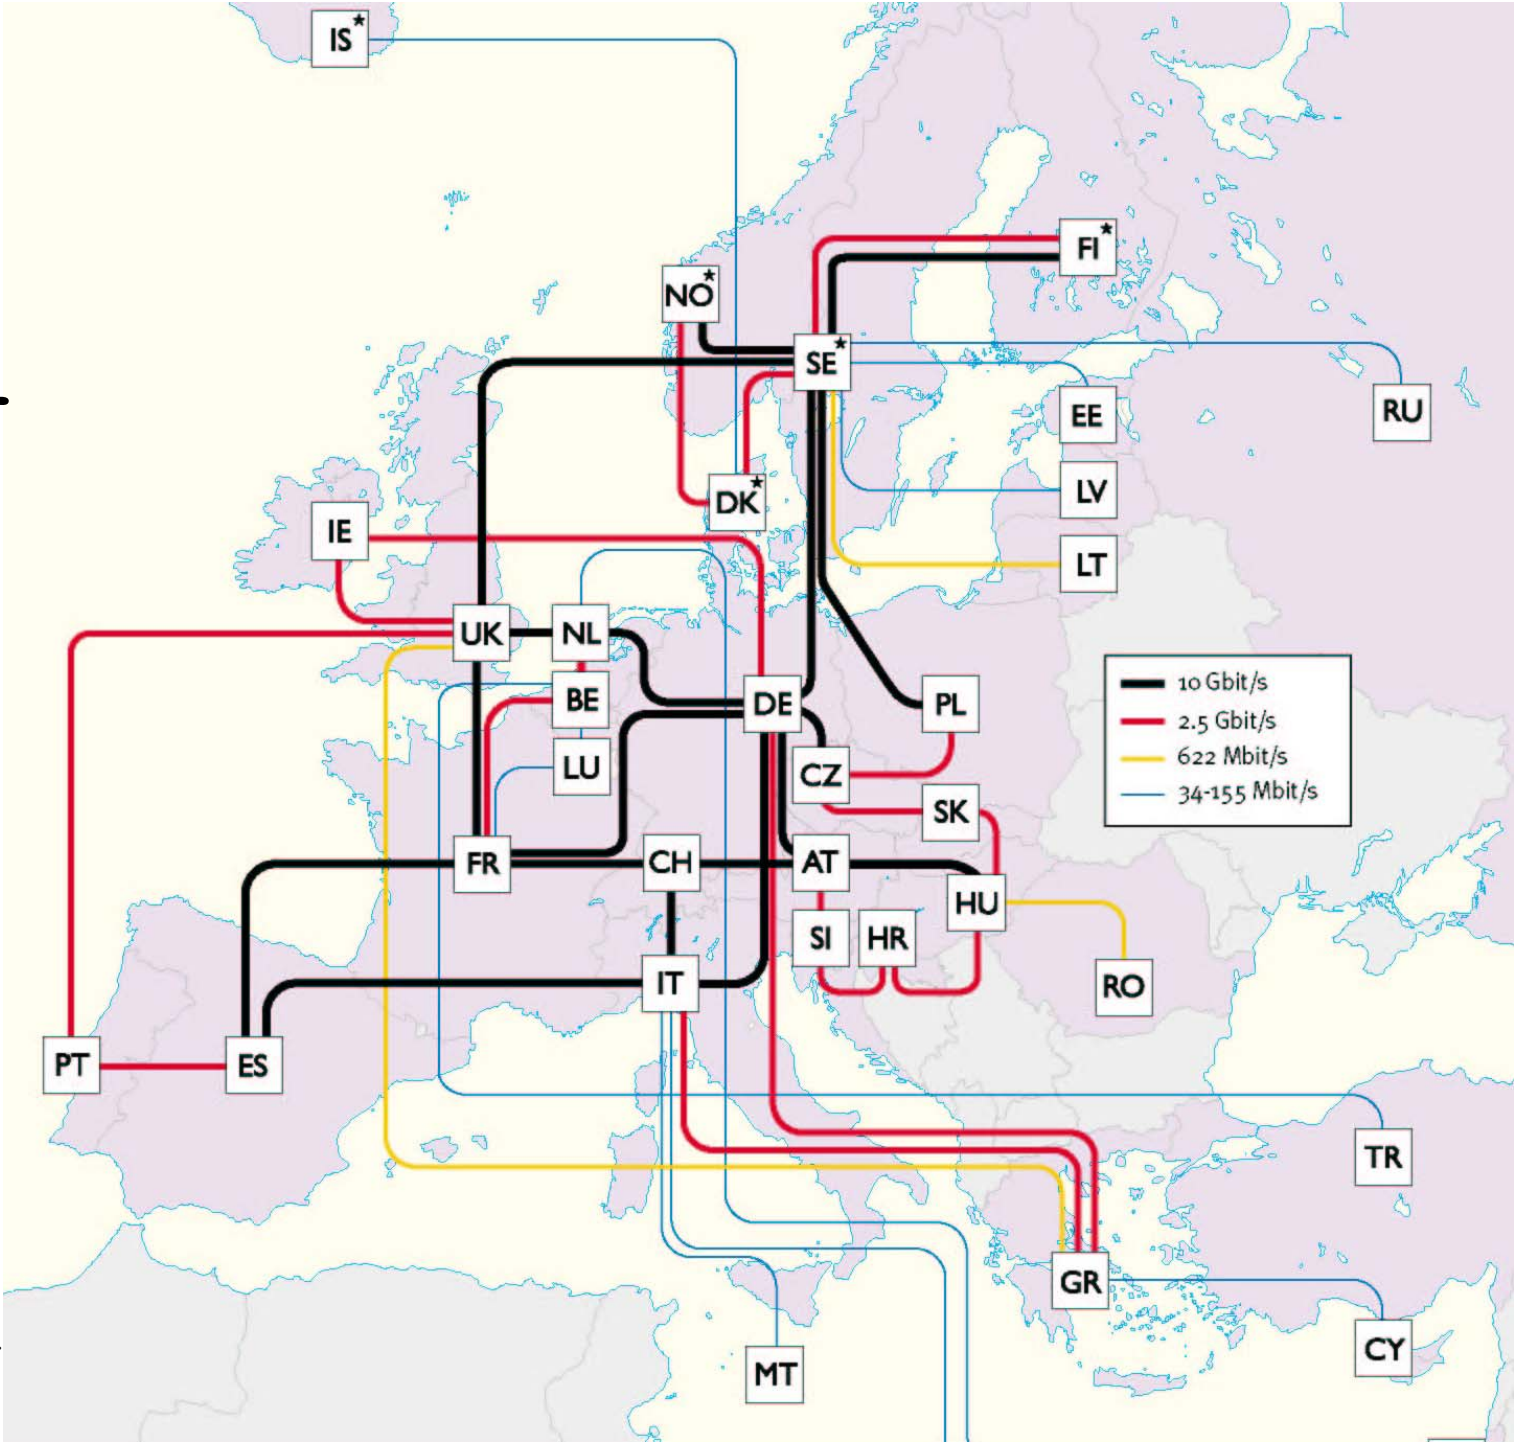 IS*
FI*
NO*
SE*
RU
EE
LV
DK*
IE
LT
UK
NL
BE
DE
PL
10 Gbit/s
2.5 Gbit/s
622 Mbit/s
34-155 Mbit/s
LU
CZ
SK
FR
CH
AT
HU
SI
HR
IT
RO
PT
ES
TR
GR
CY
MT